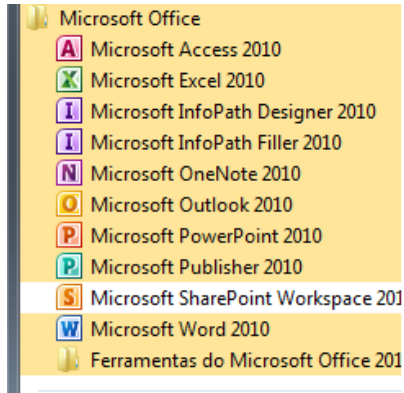 Microsoft Office
A Microsoft Access 2010
X Microsoft Excel 2010
I Microsoft InfoPath Designer 2010
I Microsoft InfoPath Filler 2010
N Microsoft OneNote 2010
O Microsoft Outlook 2010
P Microsoft PowerPoint 2010
P Microsoft Publisher 2010
S Microsoft SharePoint Workspace 201
W Microsoft Word 2010
Ferramentas do Microsoft Office 201